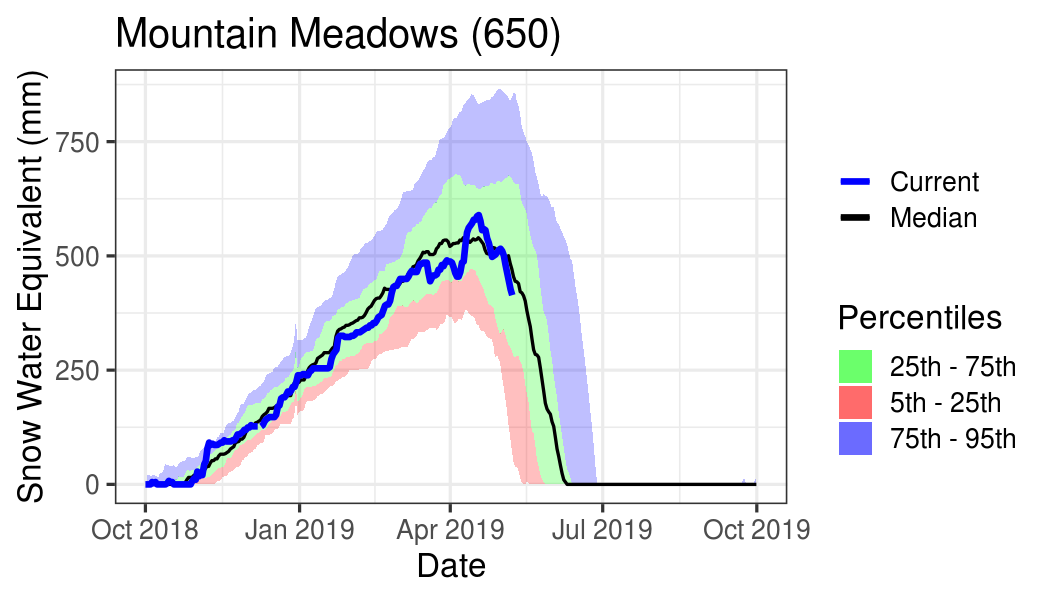 Mountain Meadows (650)
Snow Water Equivalent (mm)
750
500
250
0
Oct 2018
Jan 2019
Apr 2019
Jul 2019
Oct 2019
Date
Current
Median
Percentiles
25th - 75th
5th - 25th
75th - 95th